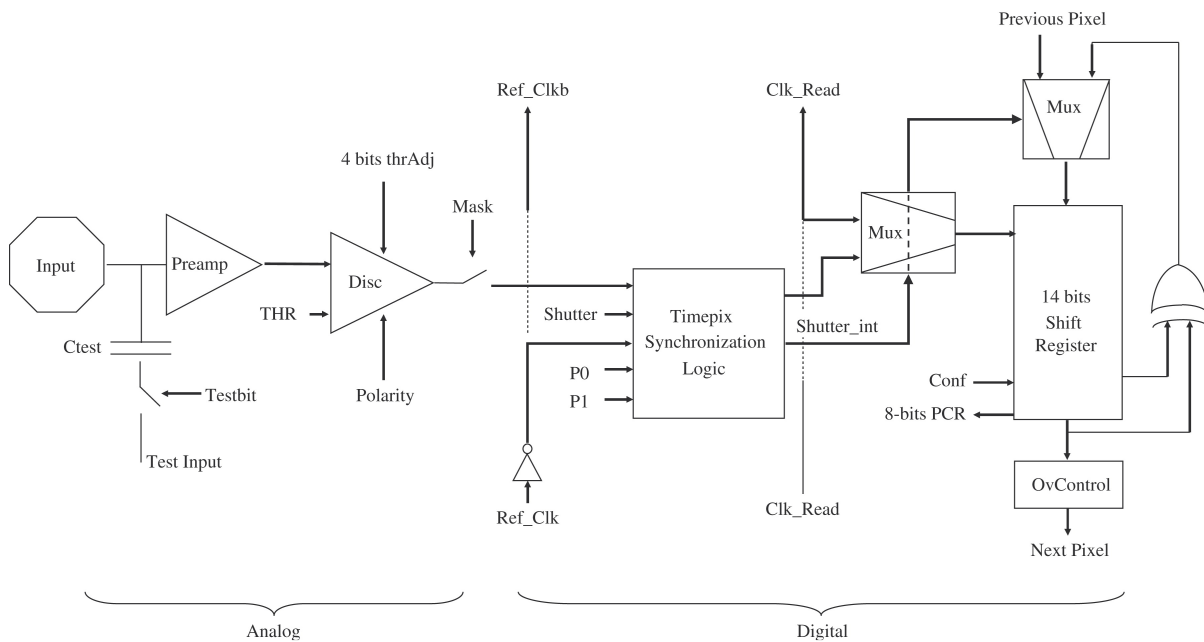 Previous Pixel
Ref_Clkb
Clk_Read
Mux
4 bits thrAdj
Mask
Mux
Input
Preamp
Disc
14 bits
Shift
Register
THR
Shutter
Timepix
Synchronization
Logic
Shutter_int
Ctest
Testbit
Polarity
P0
P1
Conf
8-bits PCR
Test Input
Ref_Clk
Clk_Read
OvControl
Next Pixel
Analog
Digital